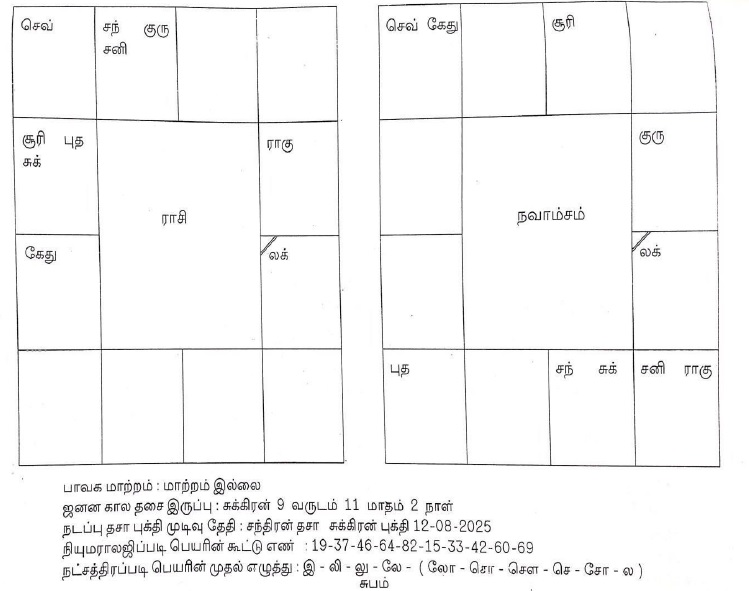 செவ்
சந் குரு
சனி
சூரி புத
சுக்
ராகு
ராசி
கேது
லக்
செவ் கேது
சூரி
குரு
நவாம்சம்
லக்
புத
சந் சுக்
சனி ராகு
பாவக மாற்றம் : மாற்றம் இல்லை
ஜனன கால தசை இருப்பு : சுக்கிரன் 9 வருடம் 11 மாதம் 2 நாள்
நடப்பு தசா புக்தி முடிவு தேதி : சந்திரன் தசா சுக்கிரன் புக்தி 12-08-2025
நியுமராலஜிப்படி பெயரின் கூட்டு எண் : 19-37-46-64-82-15-33-42-60-69
நட்சத்திரப்படி பெயரின் முதல் எழுத்து : இ - லி - லு - லே - ( லோ - சொ - சௌ - செ - சோ - ல )
சுபம்